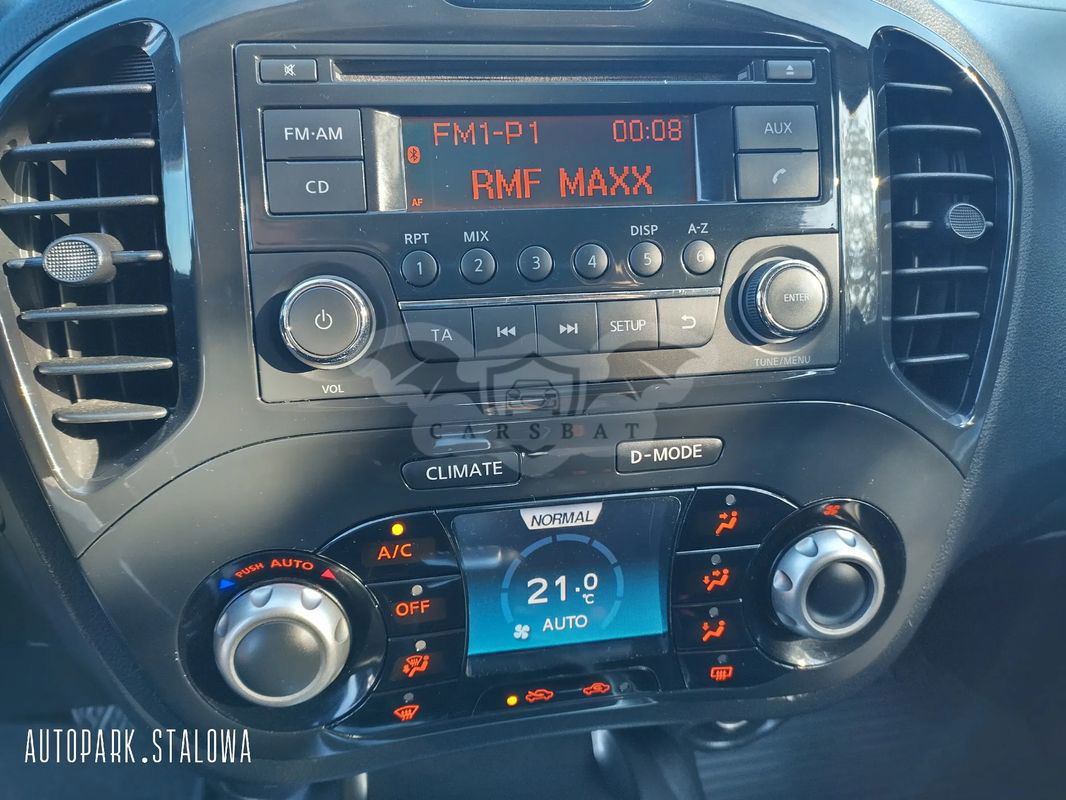 FM·AM
CD
FM1-P1 00:08
RMF MAXX
AF
AUX
RPT MIX DISP A-Z
1 2 3 4 5 6
TA SETUP ENTER
VOL
TUNE/MENU
CARSBAT
CLIMATE D-MODE
NORMAL
A/C
PUSH AUTO
OFF
21.0 °C
AUTO
AUTOPARK.STALOWA